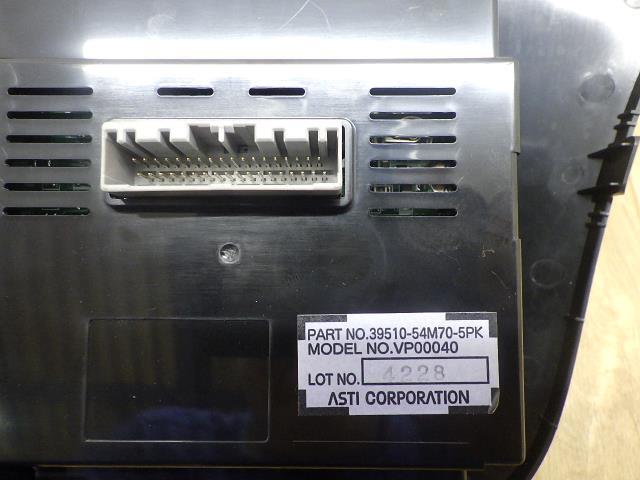 PART NO.39510-54M70-5PK
MODEL NO.VP00040
LOT NO. 4228
ASTI CORPORATION